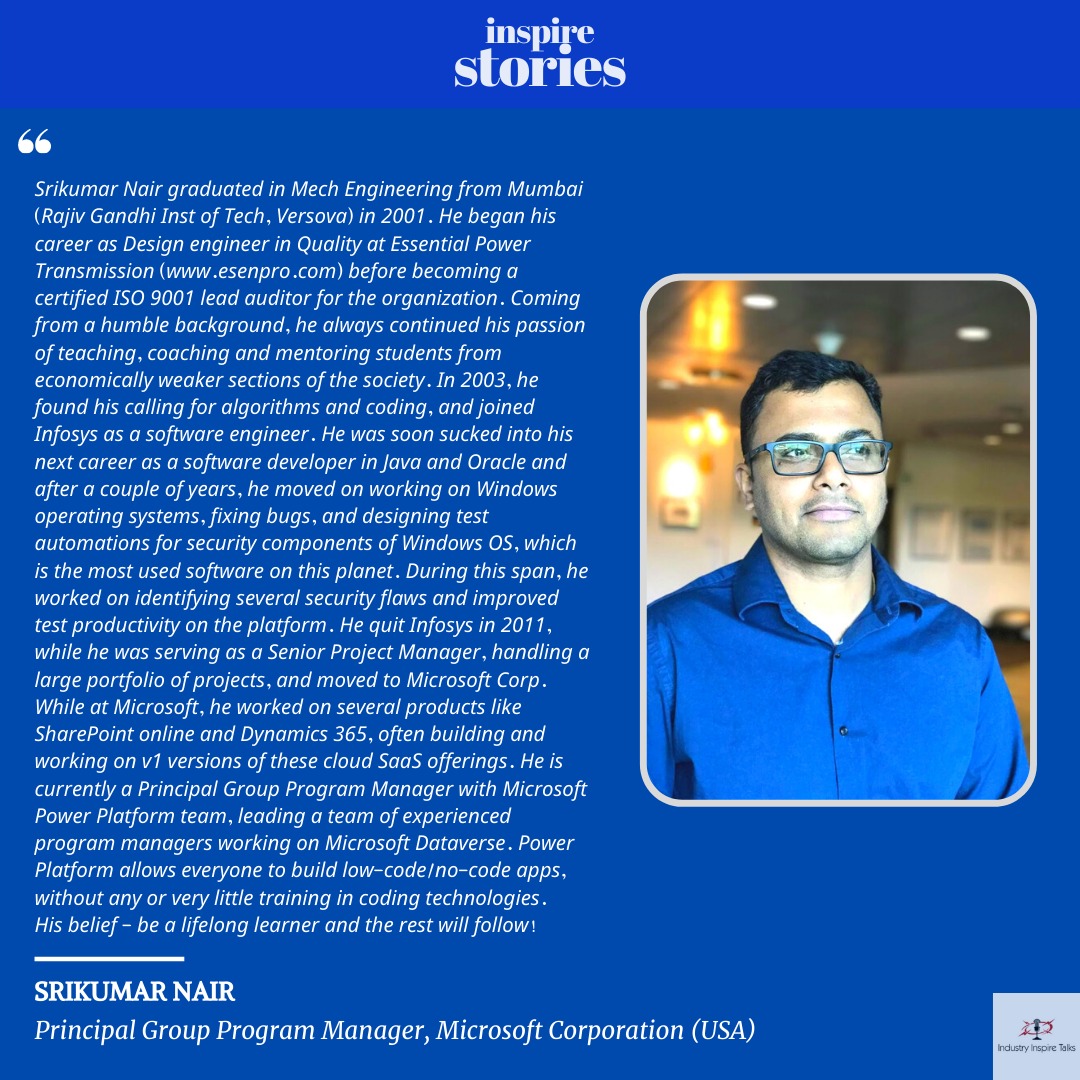 inspire
stories
“
Srikumar Nair graduated in Mech Engineering from Mumbai
(Rajiv Gandhi Inst of Tech, Versova) in 2001. He began his
career as Design engineer in Quality at Essential Power
Transmission (www.esenpro.com) before becoming a
certified ISO 9001 lead auditor for the organization. Coming
from a humble background, he always continued his passion
of teaching, coaching and mentoring students from
economically weaker sections of the society. In 2003, he
found his calling for algorithms and coding, and joined
Infosys as a software engineer. He was soon sucked into his
next career as a software developer in Java and Oracle and
after a couple of years, he moved on working on Windows
operating systems, fixing bugs, and designing test
automations for security components of Windows OS, which
is the most used software on this planet. During this span, he
worked on identifying several security flaws and improved
test productivity on the platform. He quit Infosys in 2011,
while he was serving as a Senior Project Manager, handling a
large portfolio of projects, and moved to Microsoft Corp.
While at Microsoft, he worked on several products like
SharePoint online and Dynamics 365, often building and
working on v1 versions of these cloud SaaS offerings. He is
currently a Principal Group Program Manager with Microsoft
Power Platform team, leading a team of experienced
program managers working on Microsoft Dataverse. Power
Platform allows everyone to build low-code/no-code apps,
without any or very little training in coding technologies.
His belief - be a lifelong learner and the rest will follow!
SRIKUMAR NAIR
Principal Group Program Manager, Microsoft Corporation (USA)
Industry Inspire Talks